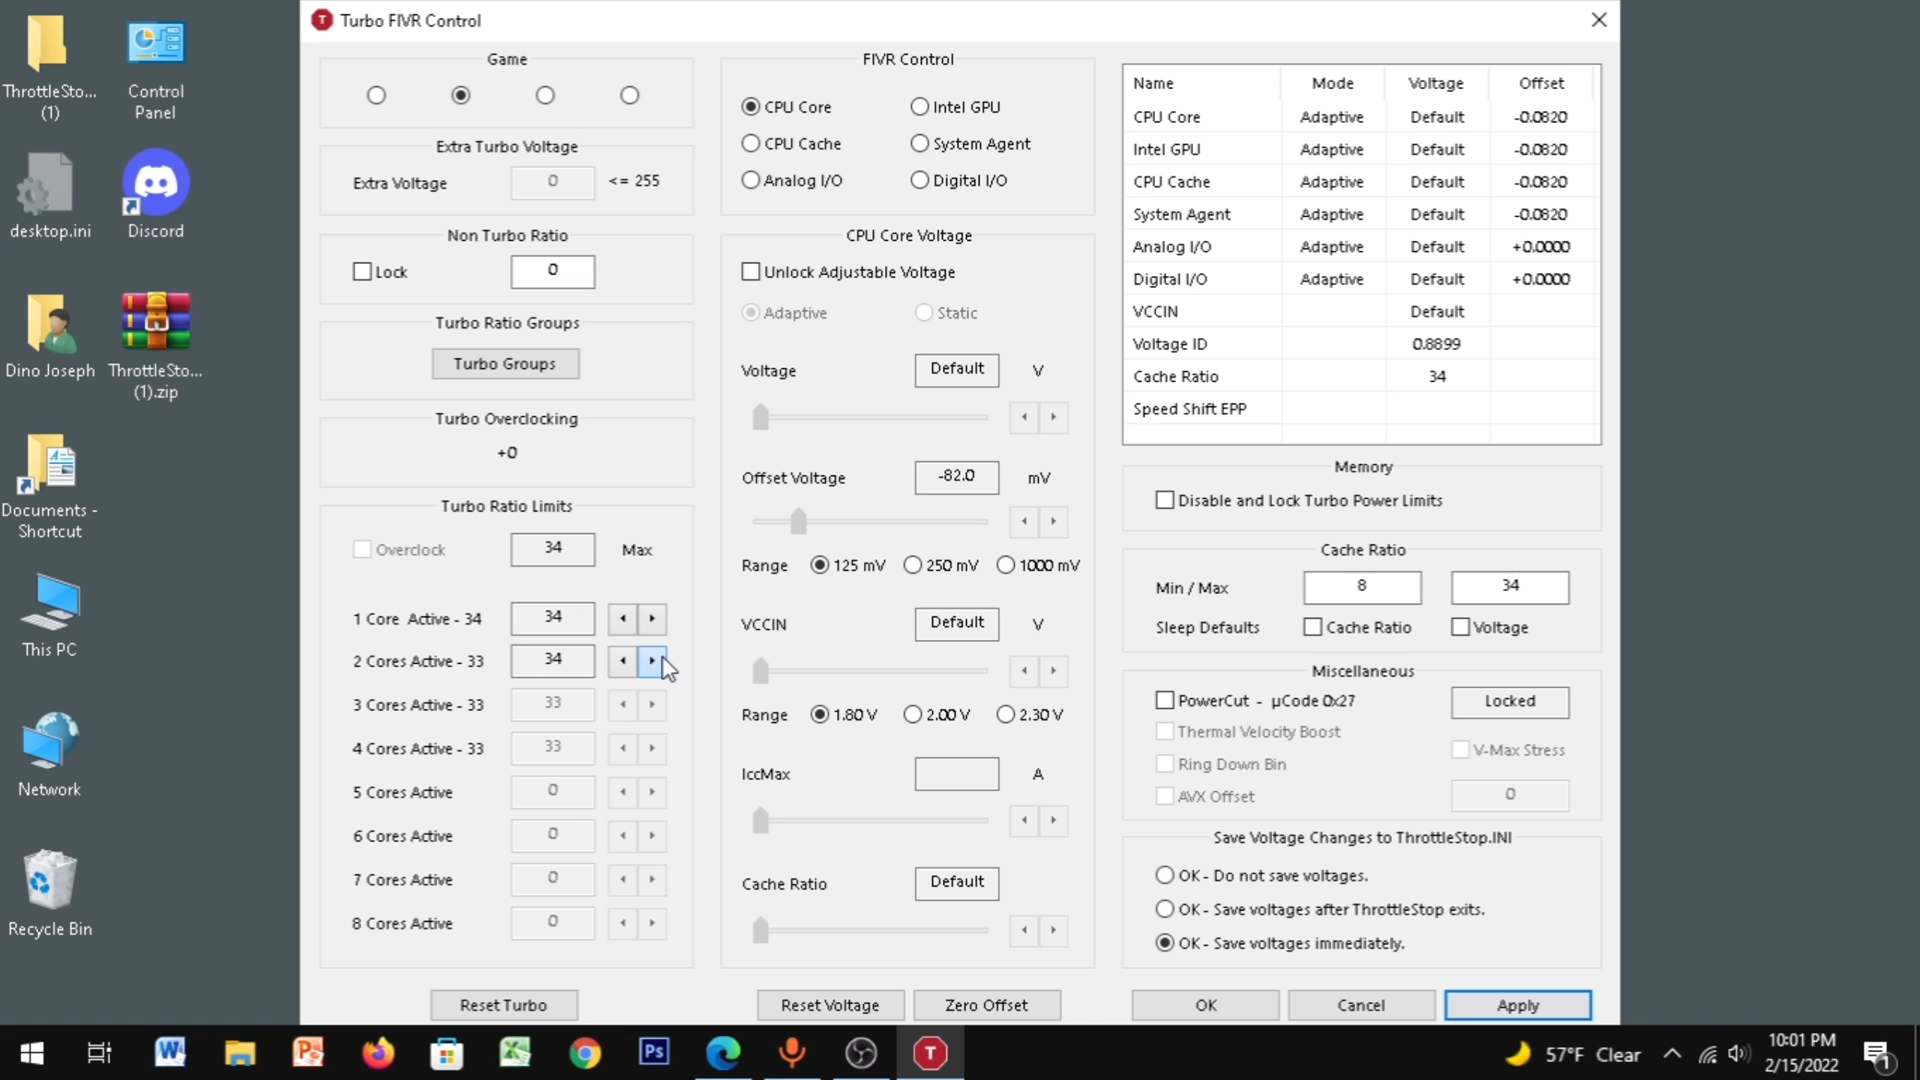 Turbo FIVR Control
ThrottleSto...
(1)
Control
Panel
desktop.ini
Discord
Dino Joseph
ThrottleSto...
(1).zip
Documents -
Shortcut
This PC
Network
Recycle Bin
Game
Extra Turbo Voltage
Extra Voltage 0 <= 255
Non Turbo Ratio
Lock 0
Turbo Ratio Groups
Turbo Groups
Turbo Overclocking
+0
Turbo Ratio Limits
Overclock 34 Max
1 Core Active - 34 34
2 Cores Active - 33 34
3 Cores Active - 33 33
4 Cores Active - 33 33
5 Cores Active 0
6 Cores Active 0
7 Cores Active 0
8 Cores Active 0
Reset Turbo
FIVR Control
CPU Core Intel GPU
CPU Cache System Agent
Analog I/O Digital I/O
CPU Core Voltage
Unlock Adjustable Voltage
Adaptive Static
Voltage Default V
Offset Voltage -82.0 mV
Range 125 mV 250 mV 1000 mV
VCCIN Default V
Range 1.80 V 2.00 V 2.30 V
IccMax A
Cache Ratio Default
Reset Voltage Zero Offset
Name Mode Voltage Offset
CPU Core Adaptive Default -0.0820
Intel GPU Adaptive Default -0.0820
CPU Cache Adaptive Default -0.0820
System Agent Adaptive Default -0.0820
Analog I/O Adaptive Default +0.0000
Digital I/O Adaptive Default +0.0000
VCCIN Default
Voltage ID 0.8899
Cache Ratio 34
Speed Shift EPP
Memory
Disable and Lock Turbo Power Limits
Cache Ratio
Min / Max 8 34
Sleep Defaults Cache Ratio Voltage
Miscellaneous
PowerCut - µCode 0x27 Locked
Thermal Velocity Boost
V-Max Stress
Ring Down Bin
AVX Offset 0
Save Voltage Changes to ThrottleStop.INI
OK - Do not save voltages.
OK - Save voltages after ThrottleStop exits.
OK - Save voltages immediately.
OK Cancel Apply
57°F Clear
10:01 PM
2/15/2022
1